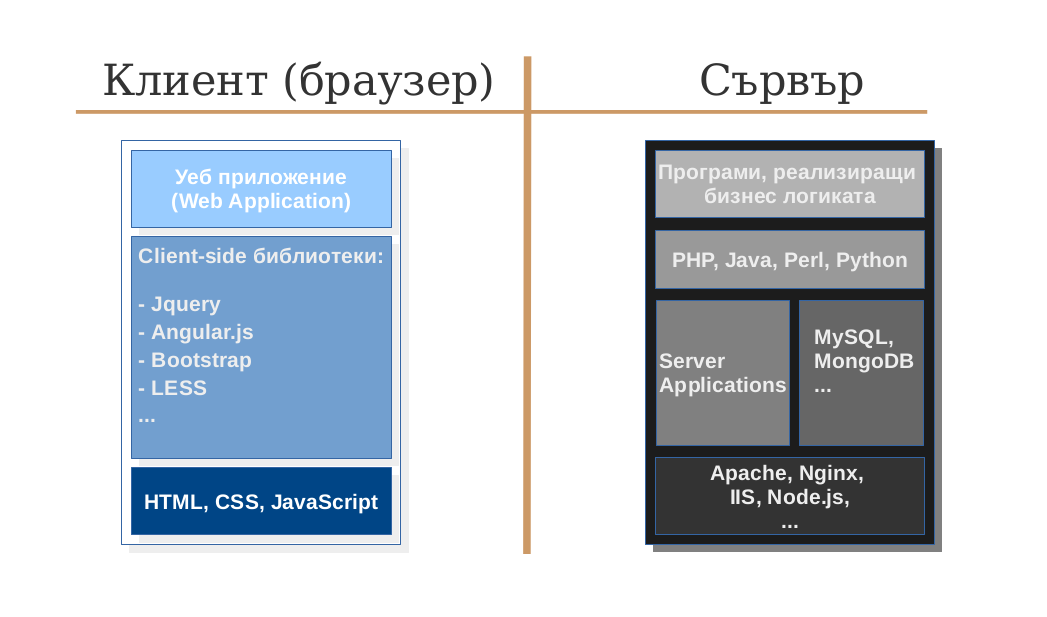 Клиент (браузер)
Сървър
Уеб приложение
(Web Application)
Client-side библиотеки:
- Jquery
- Angular.js
- Bootstrap
- LESS
...
HTML, CSS, JavaScript
Програми, реализиращи
бизнес логиката
PHP, Java, Perl, Python
Server
Applications
MySQL,
MongoDB
...
Apache, Nginx,
IIS, Node.js,
...